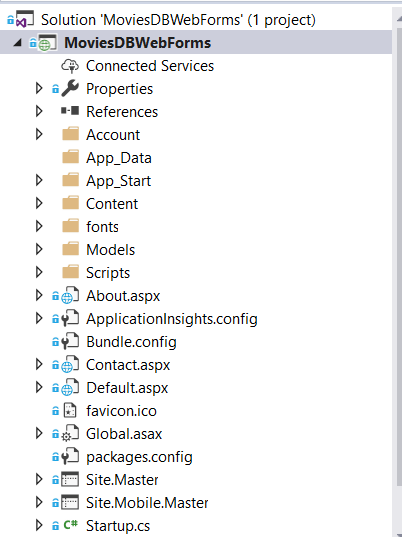 Solution 'MoviesDBWebForms' (1 project)
MoviesDBWebForms
Connected Services
Properties
References
Account
App_Data
App_Start
Content
fonts
Models
Scripts
About.aspx
ApplicationInsights.config
Bundle.config
Contact.aspx
Default.aspx
favicon.ico
Global.asax
packages.config
Site.Master
Site.Mobile.Master
C# Startup.cs